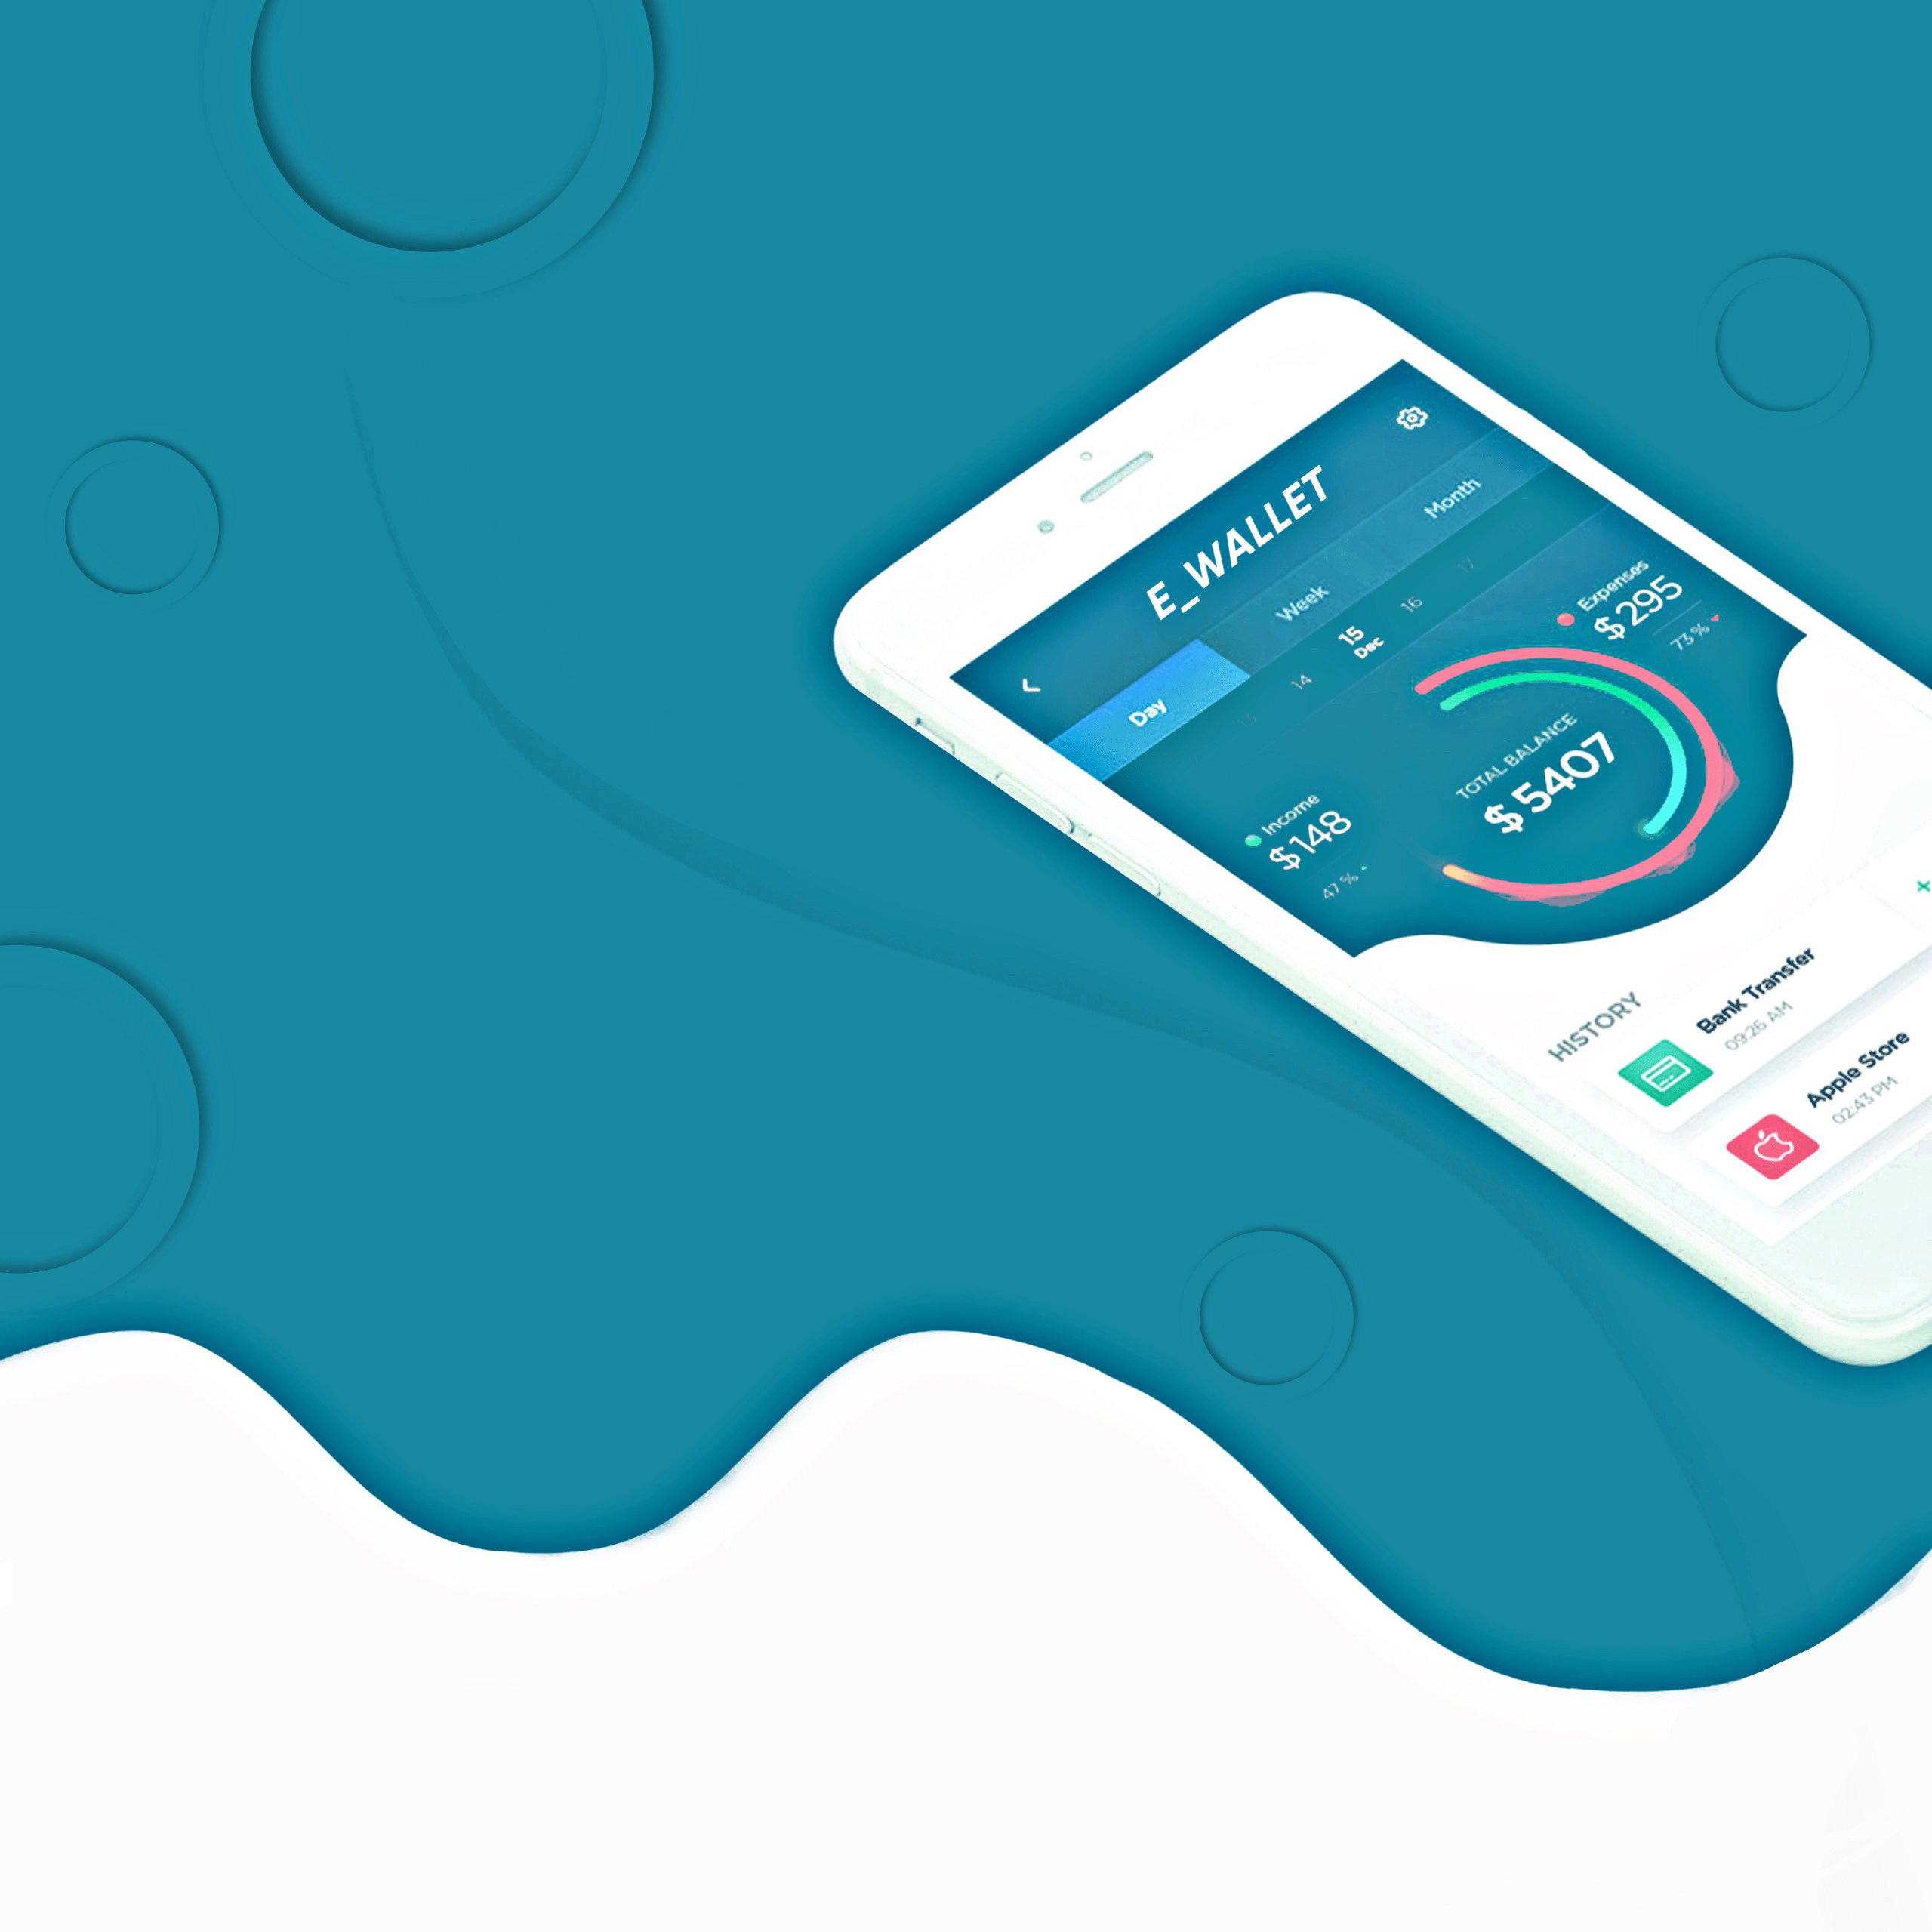 E_WALLET
Day
Week
Month
13
14
15
Dec
16
17
Expenses
$295
73 %
TOTAL BALANCE
$ 5407
Income
$148
47 %
HISTORY
Bank Transfer
09:26 AM
Apple Store
02:43 PM